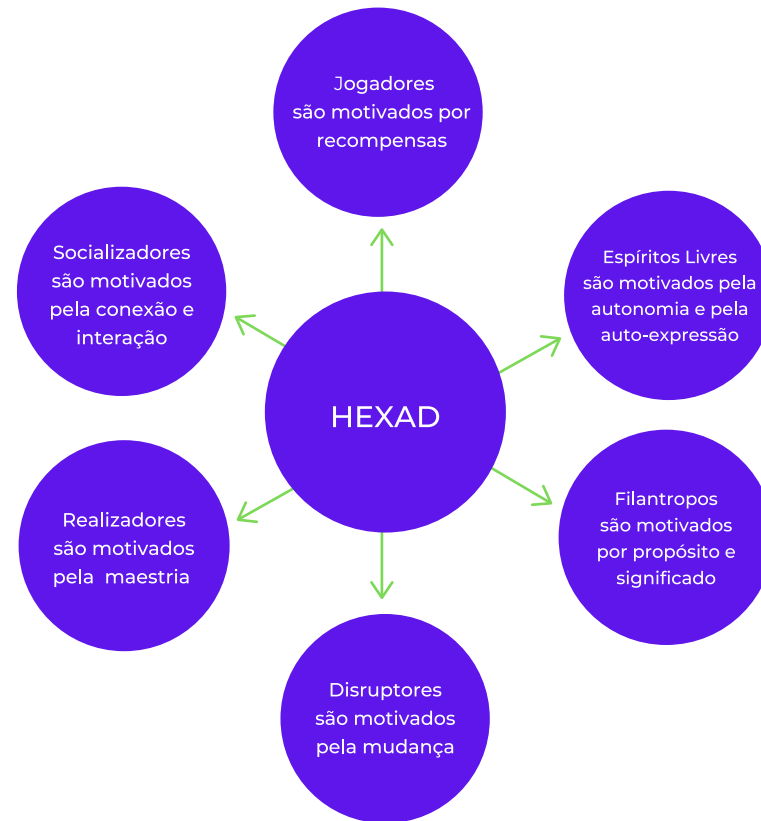 Jogadores
são motivados por
recompensas
Socializadores
são motivados
pela conexão e
interação
Espíritos Livres
são motivados pela
autonomia e pela
auto-expressão
HEXAD
Realizadores
são motivados
pela maestria
Filantropos
são motivados
por propósito e
significado
Disruptores
são motivados
pela mudança